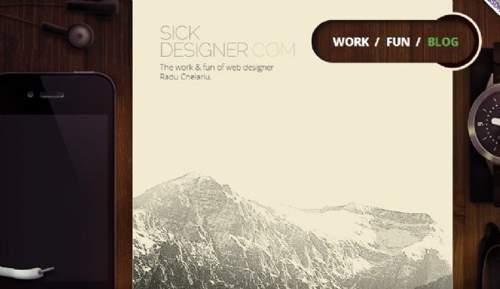 SICK
DESIGNER.COM
The work & fun of web designer
Radu Chelariu.
WORK / FUN / BLOG